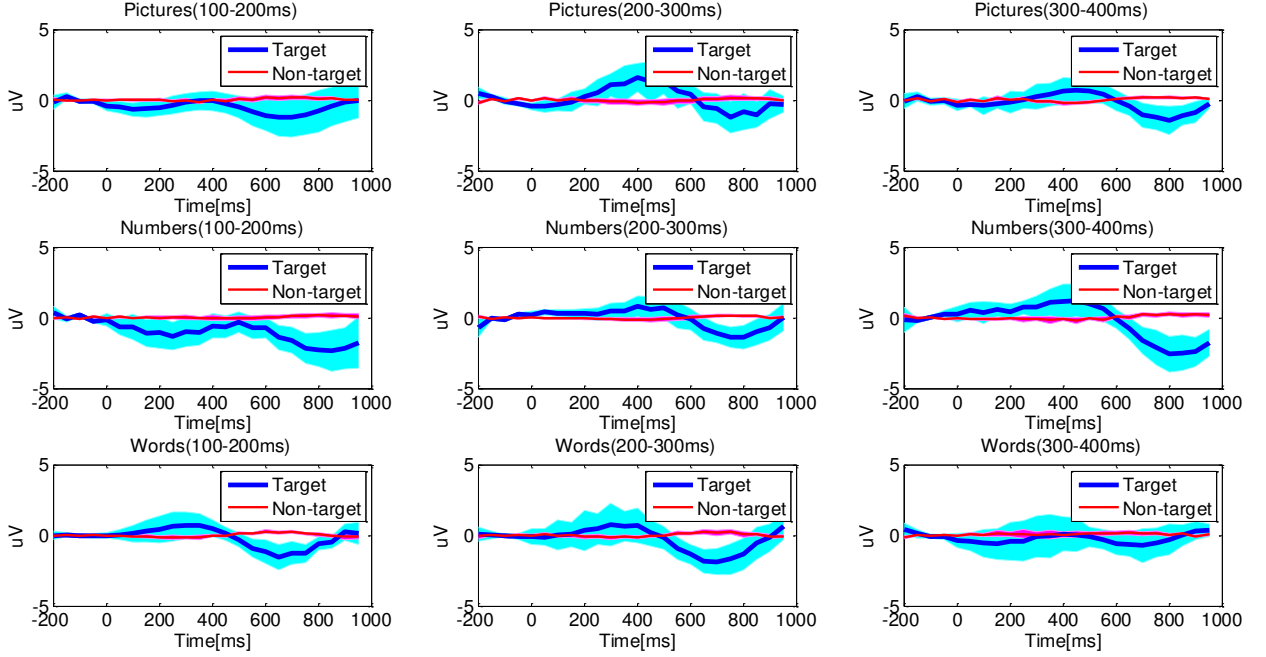 Pictures(100-200ms)
5
0
-5
uV
Target
Non-target
-200 0 200 400 600 800 1000
Time[ms]
Pictures(200-300ms)
5
0
-5
uV
Target
Non-target
-200 0 200 400 600 800 1000
Time[ms]
Pictures(300-400ms)
5
0
-5
uV
Target
Non-target
-200 0 200 400 600 800 1000
Time[ms]
Numbers(100-200ms)
5
0
-5
uV
Target
Non-target
-200 0 200 400 600 800 1000
Time[ms]
Numbers(200-300ms)
5
0
-5
uV
Target
Non-target
-200 0 200 400 600 800 1000
Time[ms]
Numbers(300-400ms)
5
0
-5
uV
Target
Non-target
-200 0 200 400 600 800 1000
Time[ms]
Words(100-200ms)
5
0
-5
uV
Target
Non-target
-200 0 200 400 600 800 1000
Time[ms]
Words(200-300ms)
5
0
-5
uV
Target
Non-target
-200 0 200 400 600 800 1000
Time[ms]
Words(300-400ms)
5
0
-5
uV
Target
Non-target
-200 0 200 400 600 800 1000
Time[ms]